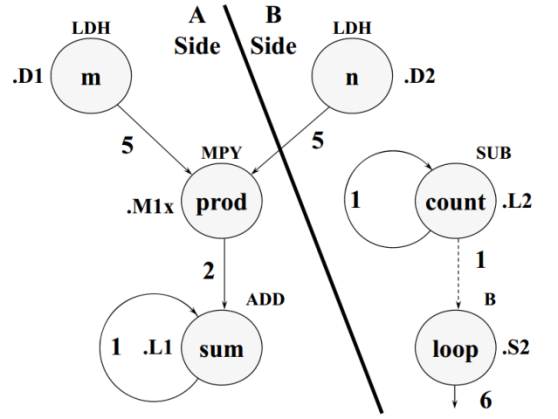 A B
Side Side
LDH LDH
.D1 m n .D2
5 5
MPY SUB
.M1x prod 1 count .L2
2 1
ADD B
1 .L1 sum loop .S2
6